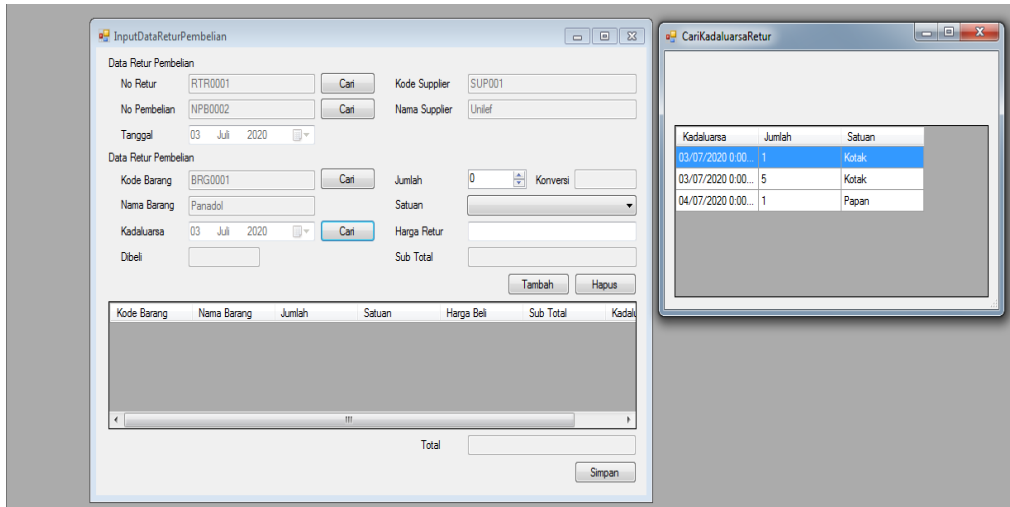 InputDataReturPembelian
Data Retur Pembelian
No Retur RTR0001 Cari Kode Supplier SUP001
No Pembelian NPB0002 Cari Nama Supplier Unilef
Tanggal 03 Juli 2020
Data Retur Pembelian
Kode Barang BRG0001 Cari Jumlah 0 Konversi
Nama Barang Panadol Satuan
Kadaluarsa 03 Juli 2020 Cari Harga Retur
Dibeli Sub Total
Tambah Hapus
Kode Barang Nama Barang Jumlah Satuan Harga Beli Sub Total Kadalu
Total
Simpan
CariKadaluarsaRetur
Kadaluarsa Jumlah Satuan
03/07/2020 0:00... 1 Kotak
03/07/2020 0:00... 5 Kotak
04/07/2020 0:00... 1 Papan